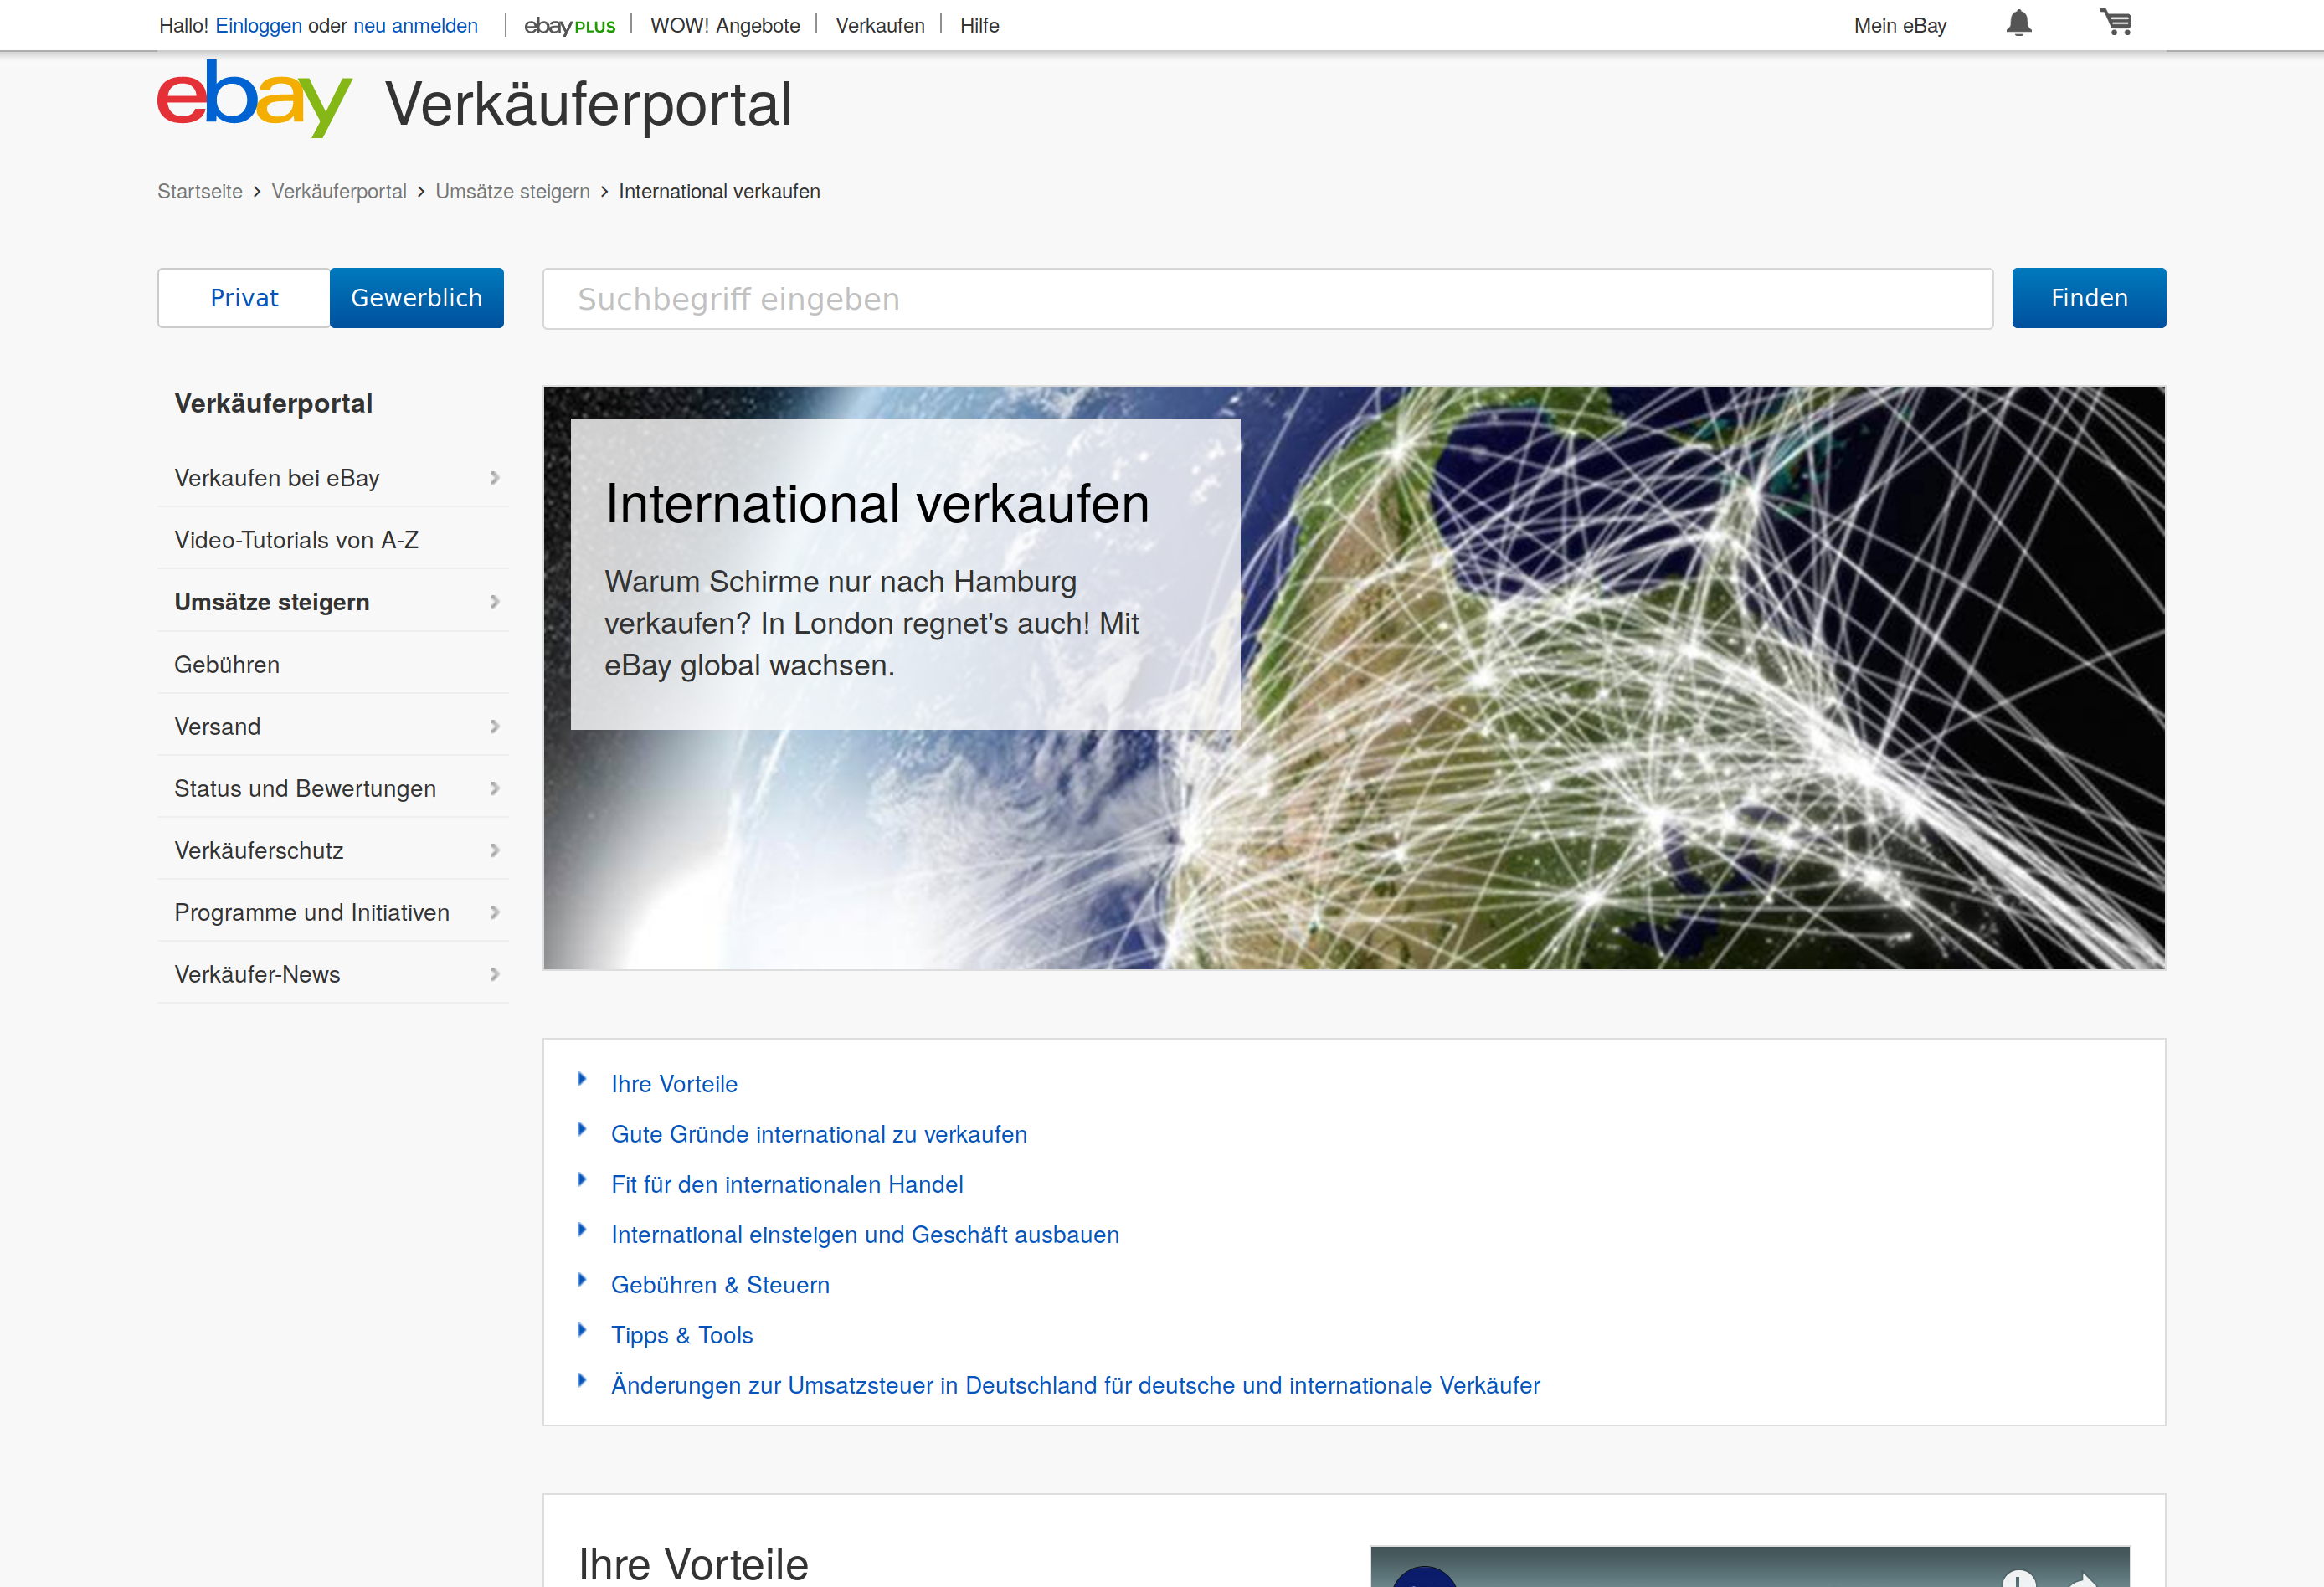 Hallo! Einloggen oder neu anmelden
ebay PLUS
WOW! Angebote
Verkaufen
Hilfe
Mein eBay
ebay Verkäuferportal
Startseite > Verkäuferportal > Umsätze steigern > International verkaufen
Privat
Gewerblich
Suchbegriff eingeben
Finden
Verkäuferportal
Verkaufen bei eBay
Video-Tutorials von A-Z
Umsätze steigern
Gebühren
Versand
Status und Bewertungen
Verkäuferschutz
Programme und Initiativen
Verkäufer-News
International verkaufen
Warum Schirme nur nach Hamburg
verkaufen? In London regnet's auch! Mit
eBay global wachsen.
Ihre Vorteile
Gute Gründe international zu verkaufen
Fit für den internationalen Handel
International einsteigen und Geschäft ausbauen
Gebühren & Steuern
Tipps & Tools
Änderungen zur Umsatzsteuer in Deutschland für deutsche und internationale Verkäufer
Ihre Vorteile